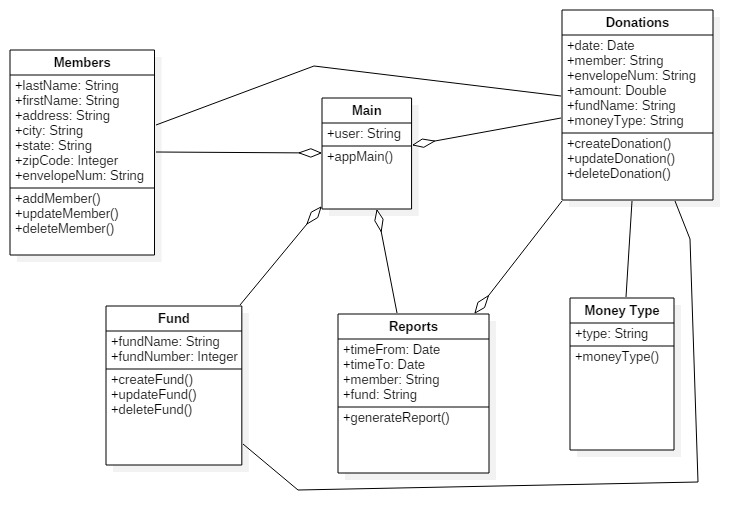 Members
+lastName: String
+firstName: String
+address: String
+city: String
+state: String
+zipCode: Integer
+envelopeNum: String
+addMember()
+updateMember()
+deleteMember()
Main
+user: String
+appMain()
Donations
+date: Date
+member: String
+envelopeNum: String
+amount: Double
+fundName: String
+moneyType: String
+createDonation()
+updateDonation()
+deleteDonation()
Fund
+fundName: String
+fundNumber: Integer
+createFund()
+updateFund()
+deleteFund()
Reports
+timeFrom: Date
+timeTo: Date
+member: String
+fund: String
+generateReport()
Money Type
+type: String
+moneyType()